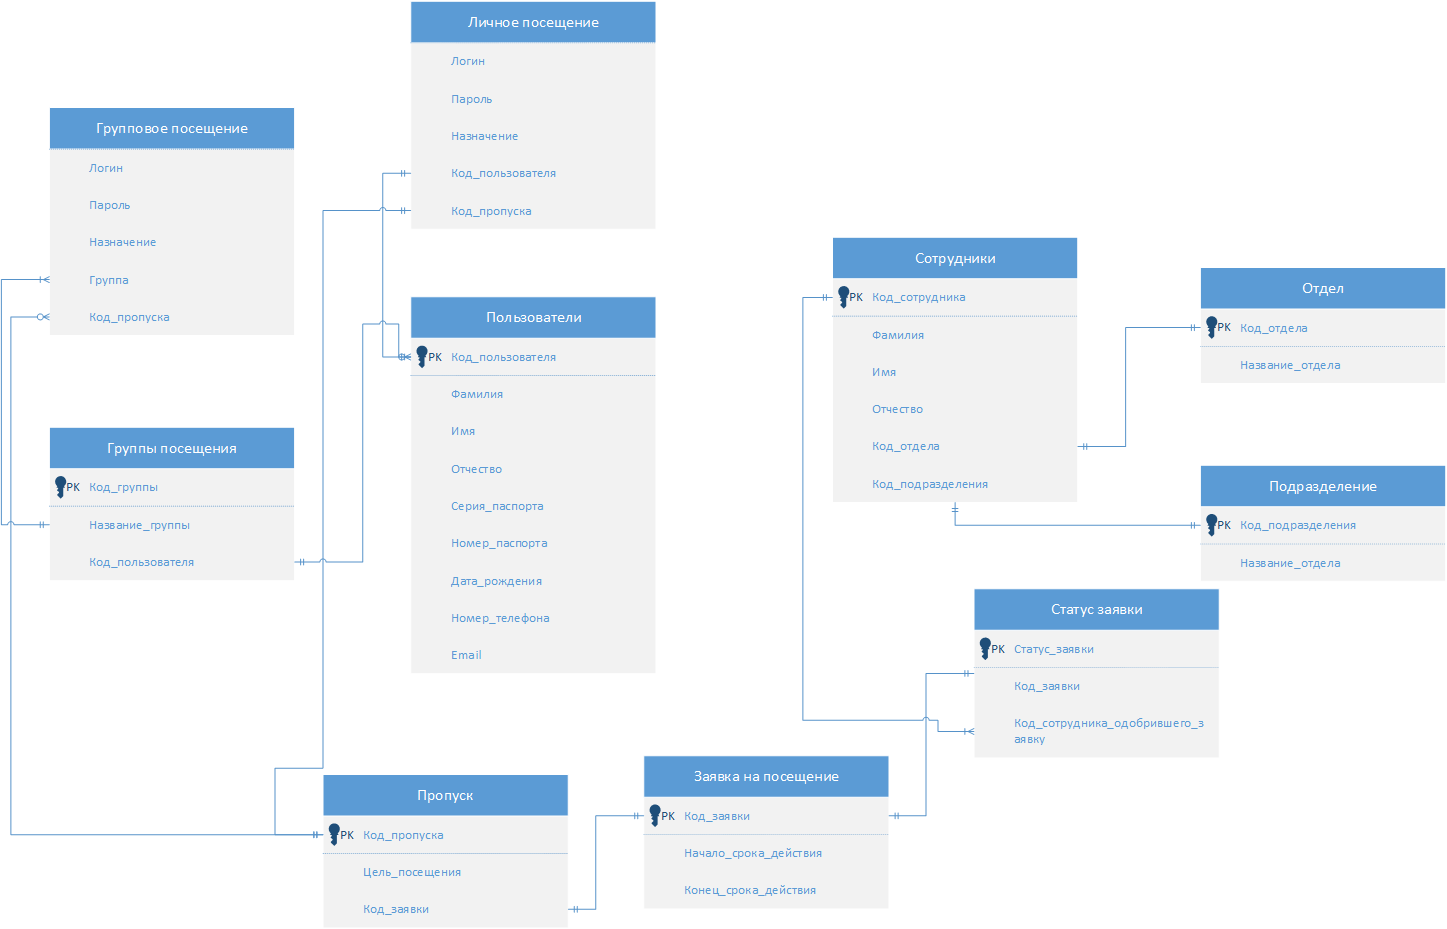 Личное посещение
Логин
Пароль
Назначение
Код_пользователя
Код_пропуска
Групповое посещение
Логин
Пароль
Назначение
Группа
Код_пропуска
Пользователи
PK Код_пользователя
Фамилия
Имя
Отчество
Серия_паспорта
Номер_паспорта
Дата_рождения
Номер_телефона
Email
Группы посещения
PK Код_группы
Название_группы
Код_пользователя
Сотрудники
PK Код_сотрудника
Фамилия
Имя
Отчество
Код_отдела
Код_подразделения
Отдел
PK Код_отдела
Название_отдела
Подразделение
PK Код_подразделения
Название_отдела
Статус заявки
PK Статус_заявки
Код_заявки
Код_сотрудника_одобрившего_з
аявку
Заявка на посещение
PK Код_заявки
Начало_срока_действия
Конец_срока_действия
Пропуск
PK Код_пропуска
Цель_посещения
Код_заявки